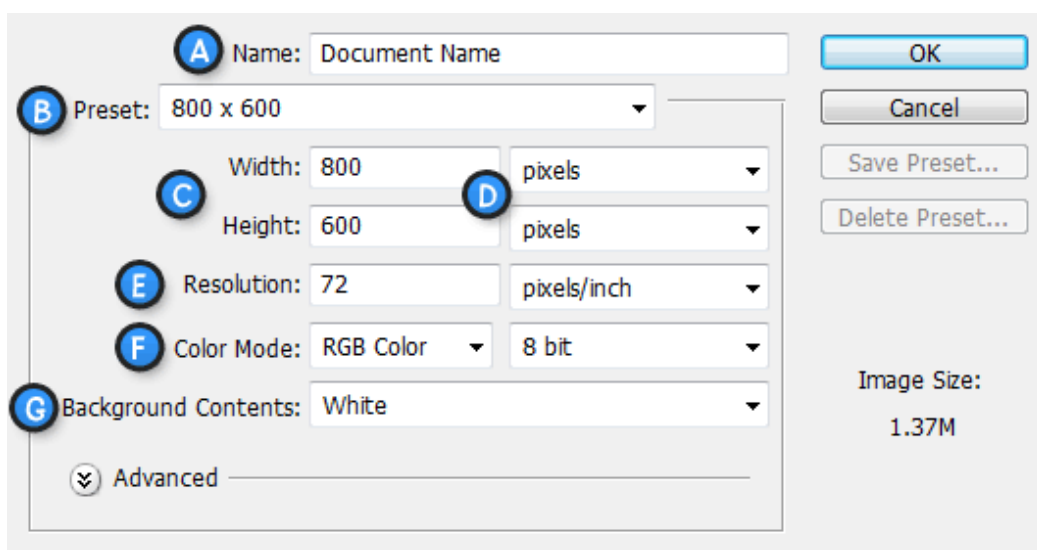 A Name: Document Name OK
B Preset: 800 x 600 Cancel
C Width: 800 D pixels Save Preset...
Height: 600 pixels Delete Preset...
E Resolution: 72 pixels/inch
F Color Mode: RGB Color 8 bit
Image Size:
G Background Contents: White
1.37M
Advanced